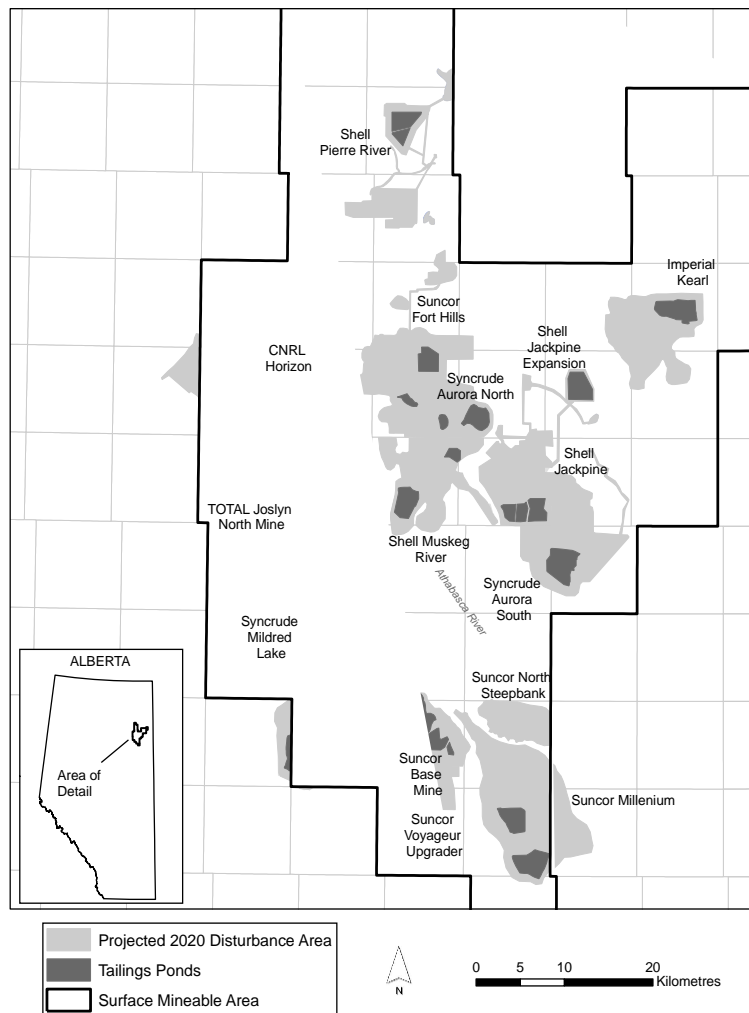 Shell
Pierre River
Imperial
Kearl
Suncor
Fort Hills
Shell
Jackpine
Expansion
CNRL
Horizon
Syncrude
Aurora North
Shell
Jackpine
TOTAL Joslyn
North Mine
Shell Muskeg
River
Athabasca River
Syncrude
Aurora
South
Syncrude
Mildred
Lake
ALBERTA
Area of
Detail
Suncor North
Steepbank
Suncor
Base
Mine
Suncor Millenium
Suncor
Voyageur
Upgrader
Projected 2020 Disturbance Area
Tailings Ponds
Surface Mineable Area
N
0 5 10 20
Kilometres